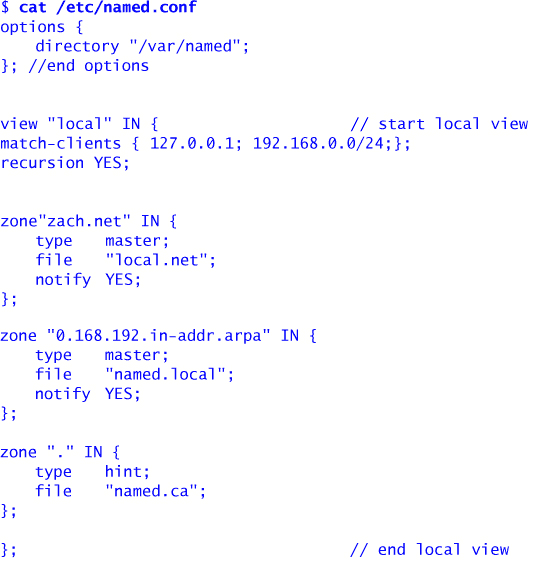 $ cat /etc/named.conf
options {
directory "/var/named";
}; //end options
view "local" IN { // start local view
match-clients { 127.0.0.1; 192.168.0.0/24;};
recursion YES;
zone"zach.net" IN {
type master;
file "local.net";
notify YES;
};
zone "0.168.192.in-addr.arpa" IN {
type master;
file "named.local";
notify YES;
};
zone "." IN {
type hint;
file "named.ca";
};
}; // end local view